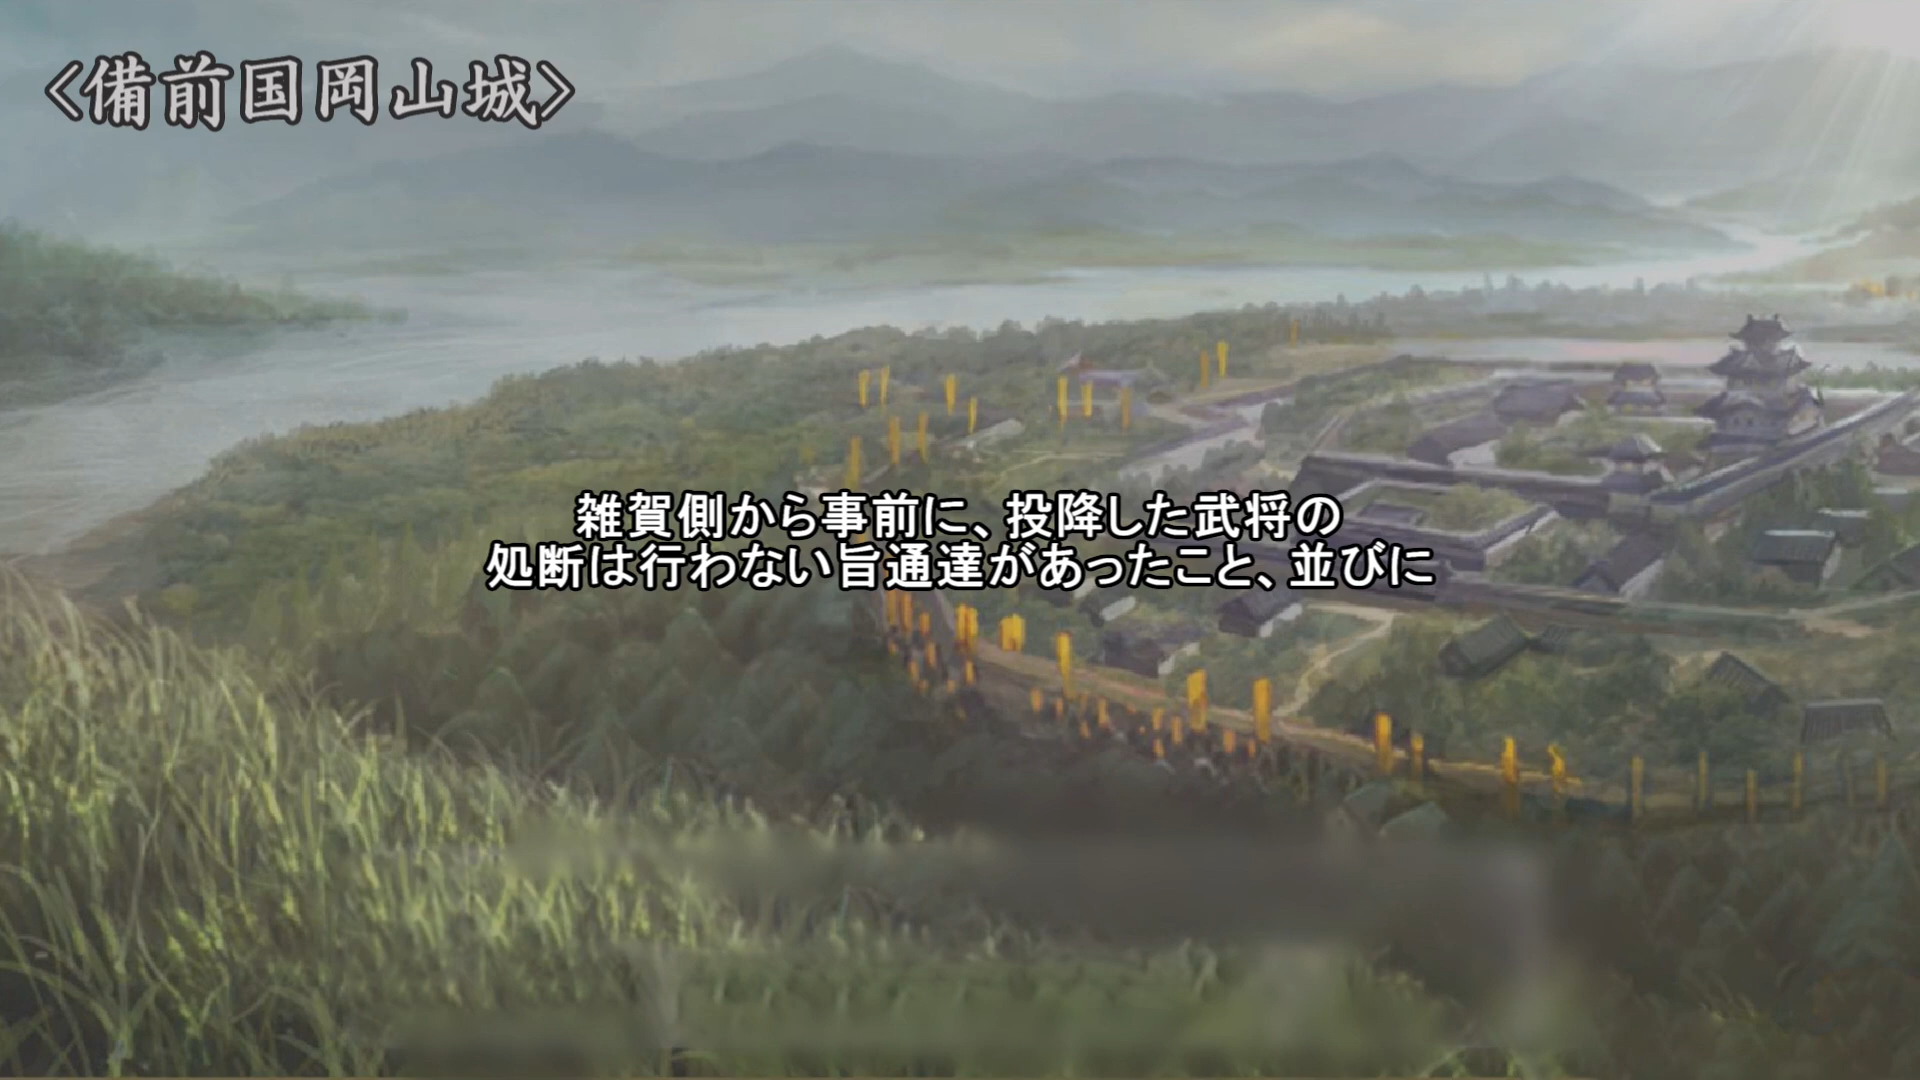 <備前国岡山城>
雑賀側から事前に、投降した武将の
処断は行わない旨通達があったこと、並びに